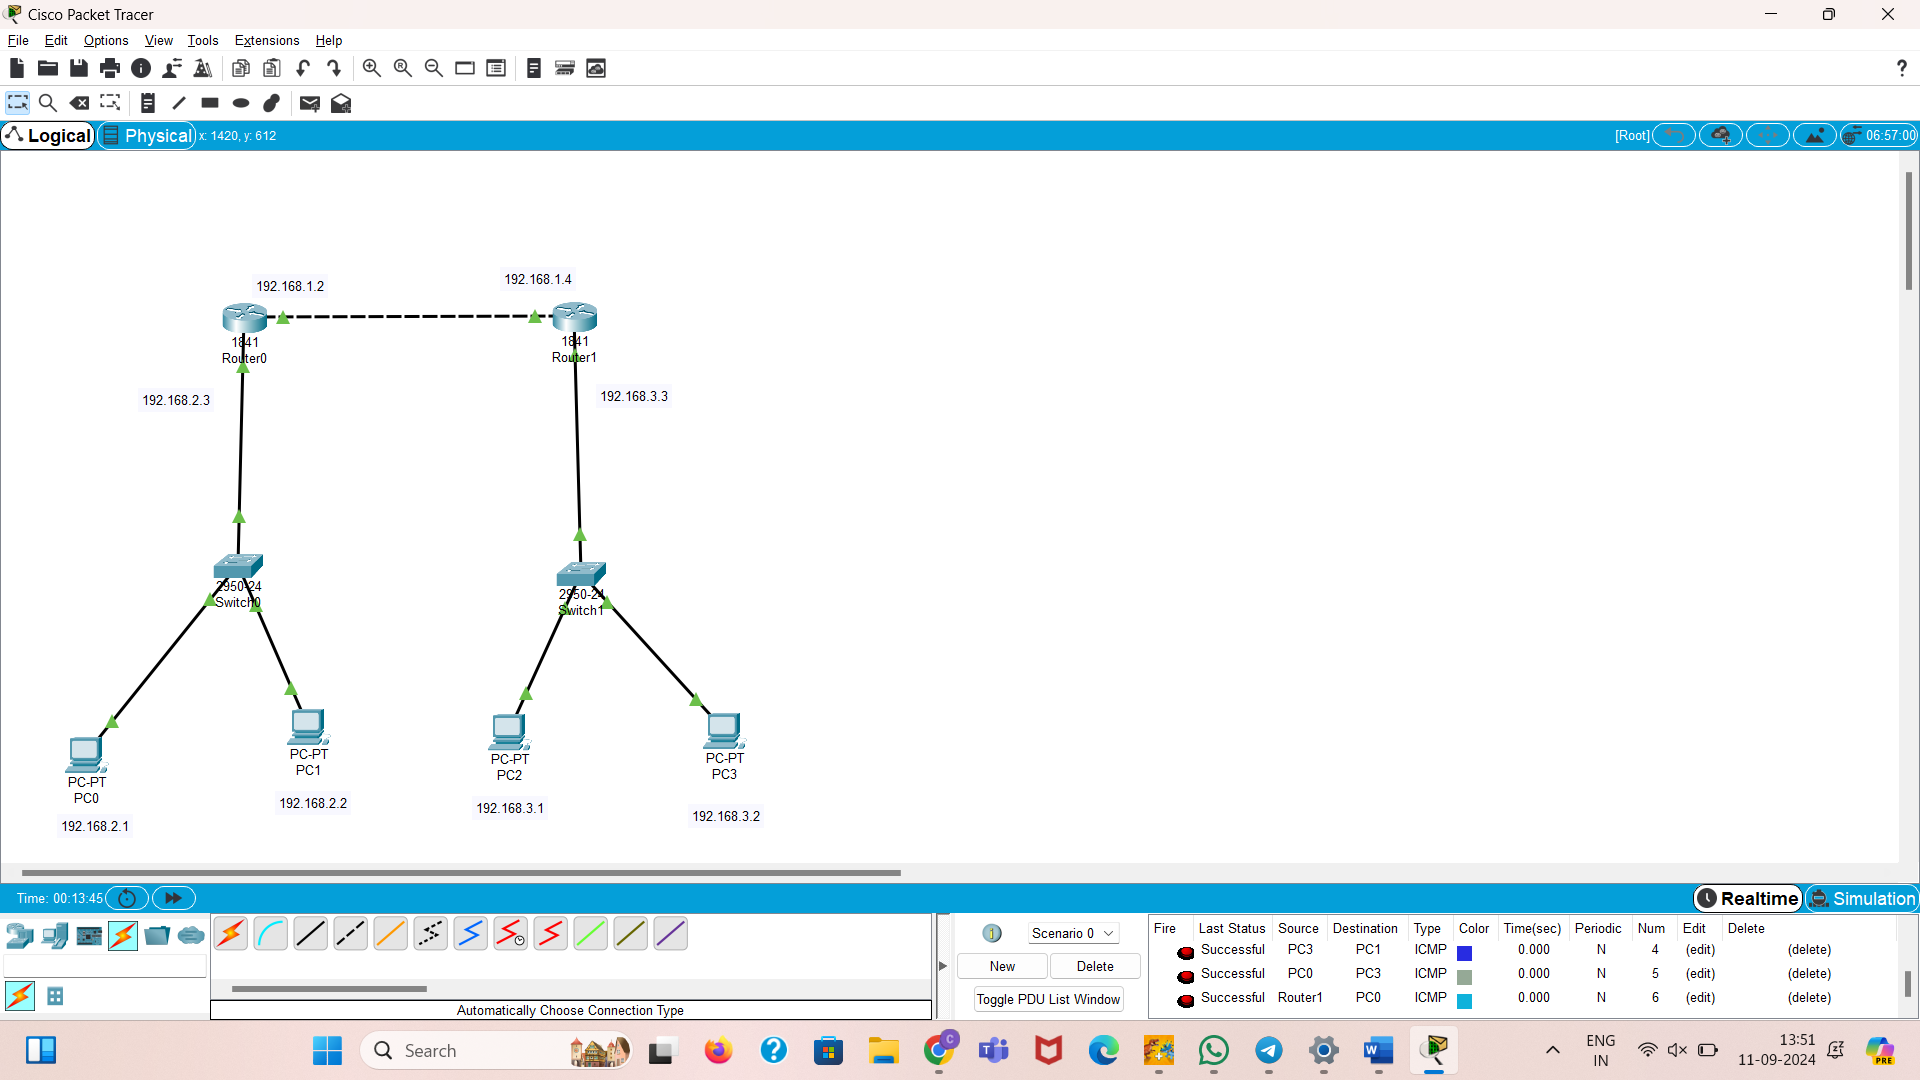 Cisco Packet Tracer
File Edit Options View Tools Extensions Help
?
Logical Physical x: 1420, y: 612 [Root] 06:57:00
192.168.1.2
192.168.1.4
1841
Router0
1841
Router1
192.168.2.3
192.168.3.3
2950-24
Switch0
2950-24
Switch1
PC-PT
PC0
PC-PT
PC1
PC-PT
PC2
PC-PT
PC3
192.168.2.1
192.168.2.2
192.168.3.1
192.168.3.2
Time: 00:13:45 Realtime Simulation
Automatically Choose Connection Type
Scenario 0
New Delete
Toggle PDU List Window
Fire Last Status Source Destination Type Color Time(sec) Periodic Num Edit Delete
Successful PC3 PC1 ICMP 0.000 N 4 (edit) (delete)
Successful PC0 PC3 ICMP 0.000 N 5 (edit) (delete)
Successful Router1 PC0 ICMP 0.000 N 6 (edit) (delete)
Search
ENG
IN
13:51
11-09-2024
PRE